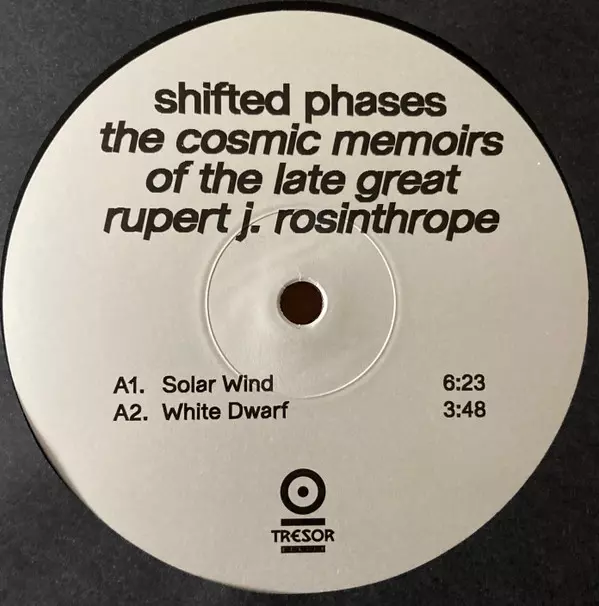 shifted phases
the cosmic memoirs
of the late great
rupert j. rosinthrope
A1. Solar Wind 6:23
A2. White Dwarf 3:48
TRESOR